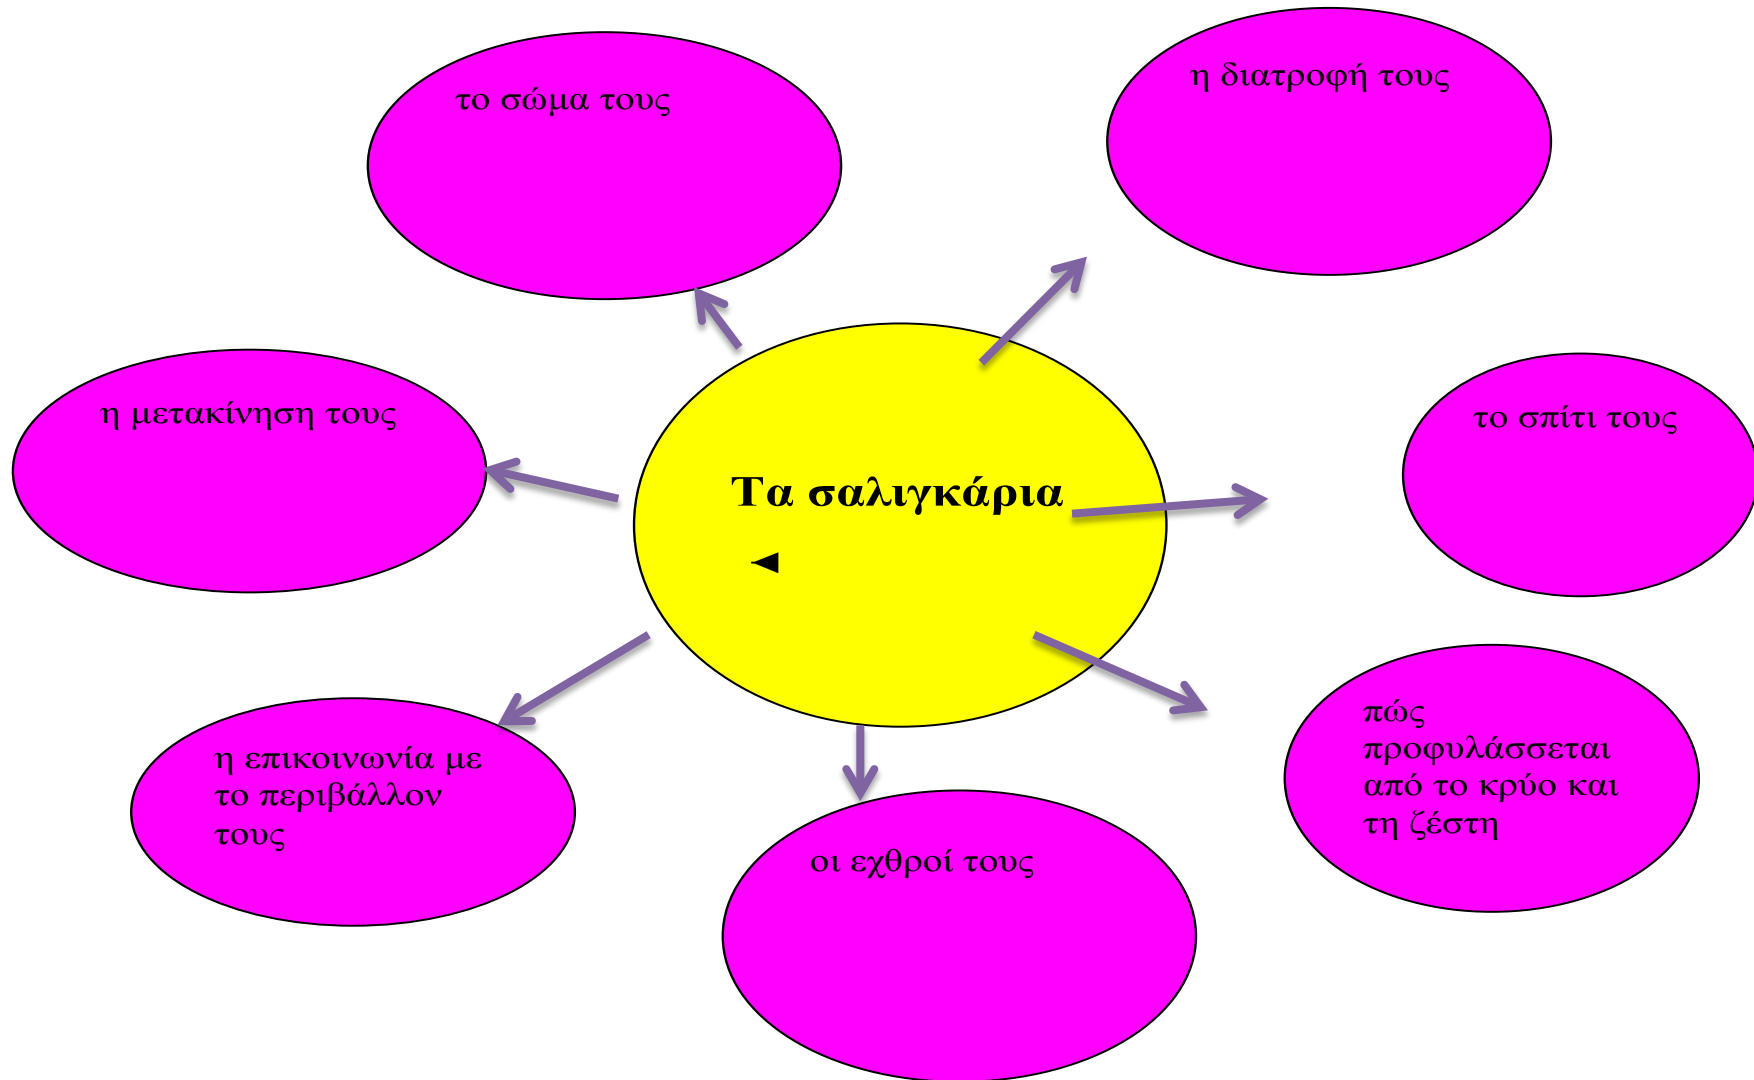 το σώμα τους
η διατροφή τους
η μετακίνηση τους
Τα σαλιγκάρια
το σπίτι τους
η επικοινωνία με
το περιβάλλον
τους
οι εχθροί τους
πώς
προφυλάσσεται
από το κρύο και
τη ζέστη